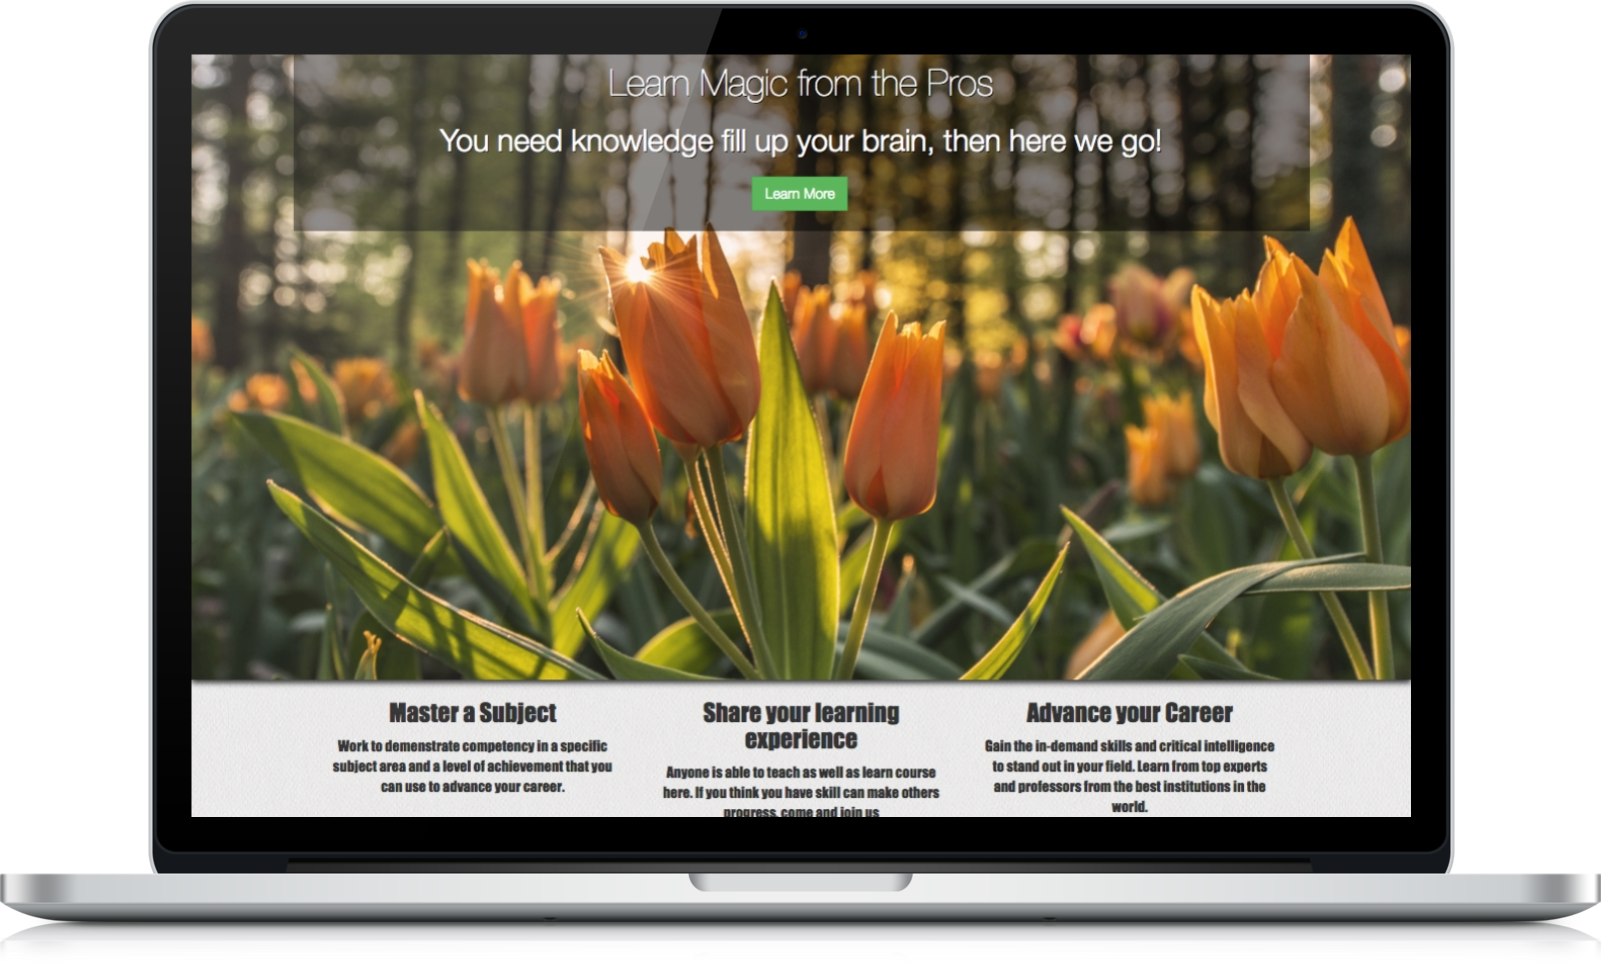 Learn Magic from the Pros
You need knowledge fill up your brain, then here we go!
Learn More
Master a Subject
Work to demenstrate competency in a specific
subject area and a level of achievement that you
can use to advance your career.
Share your learning
experience
Anyone is able to teach as well as learn course
here. If you think you have skill can make others
progress, come and join us
Advance your Career
Gain the in-demand skills and critical intelligence
to stand out in your field. Learn from top experts
and professors from the best institutions in the
world.